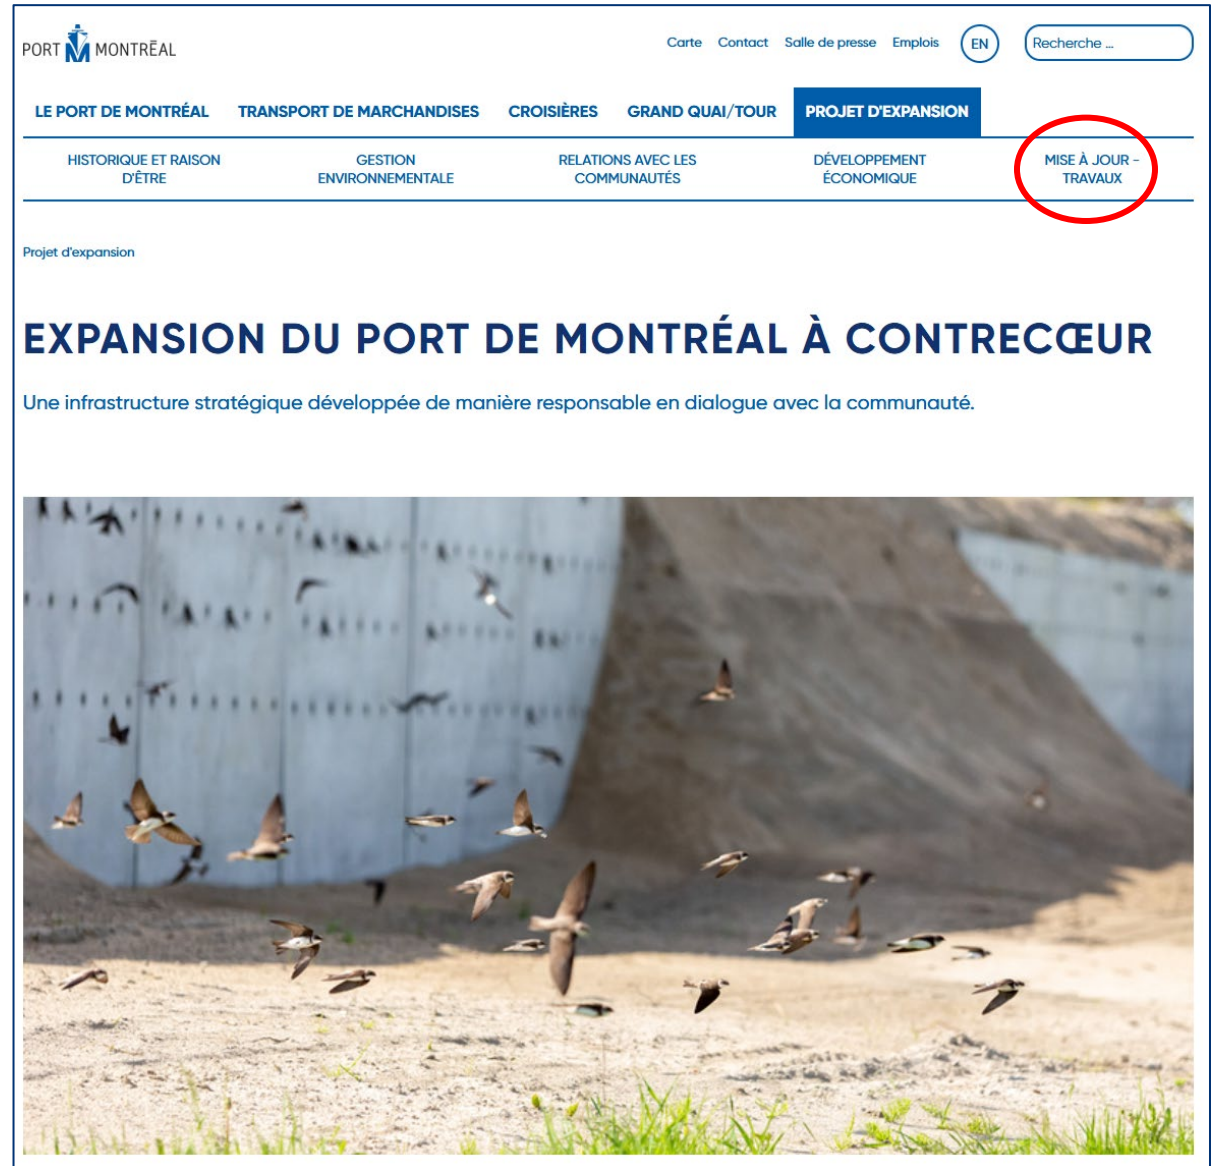 PORT MONTRĒAL
Carte Contact Salle de presse Emplois EN Recherche ...
LE PORT DE MONTRÉAL TRANSPORT DE MARCHANDISES CROISIÈRES GRAND QUAI/TOUR PROJET D'EXPANSION
HISTORIQUE ET RAISON
D'ÊTRE
GESTION
ENVIRONNEMENTALE
RELATIONS AVEC LES
COMMUNAUTÉS
DÉVELOPPEMENT
ÉCONOMIQUE
MISE À JOUR -
TRAVAUX
Projet d'expansion
EXPANSION DU PORT DE MONTRÉAL À CONTRECŒUR
Une infrastructure stratégique développée de manière responsable en dialogue avec la communauté.